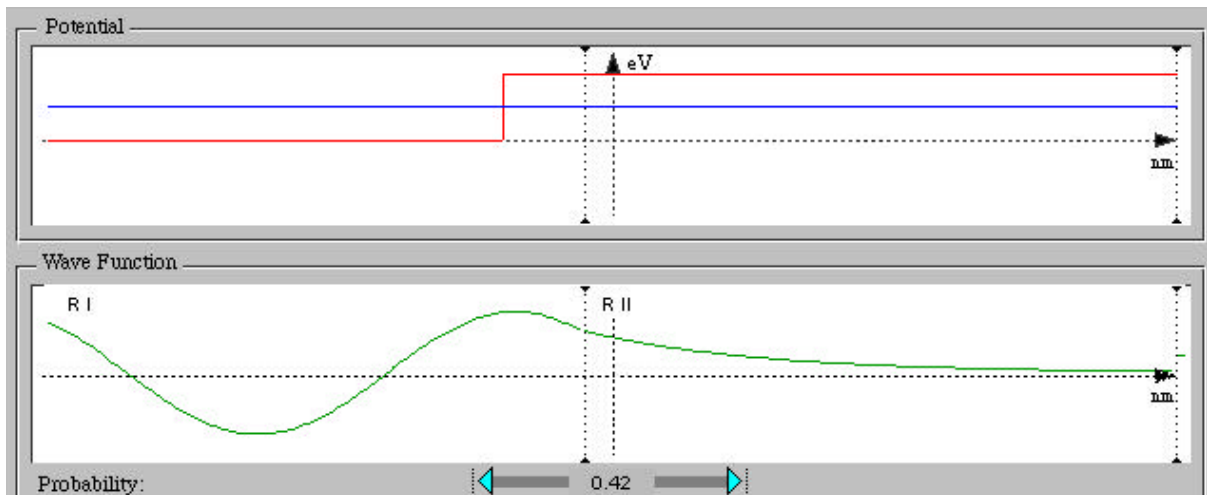 Potential
eV
nm
Wave Function
R I
R II
nm
Probability:
0.42